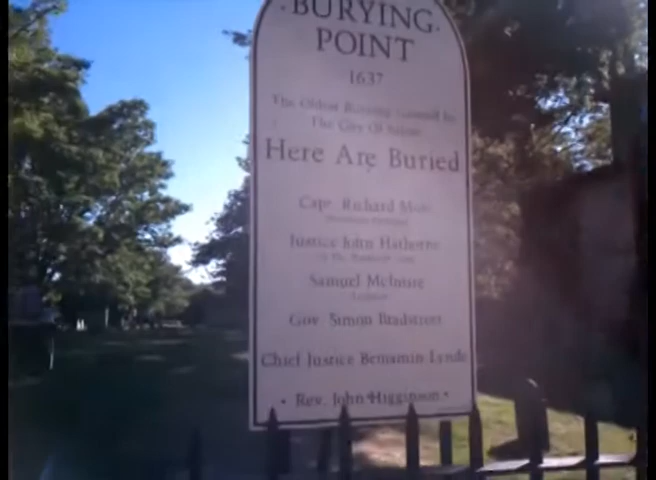 · BURYING ·
POINT
1637
The Oldest Burying Ground In
The City Of Salem
Here Are Buried
Capt. Richard More
Justice John Hathorne
Samuel McIntire
Gov. Simon Bradstreet
Chief Justice Benjamin Lynde
· Rev. John Higginson ·